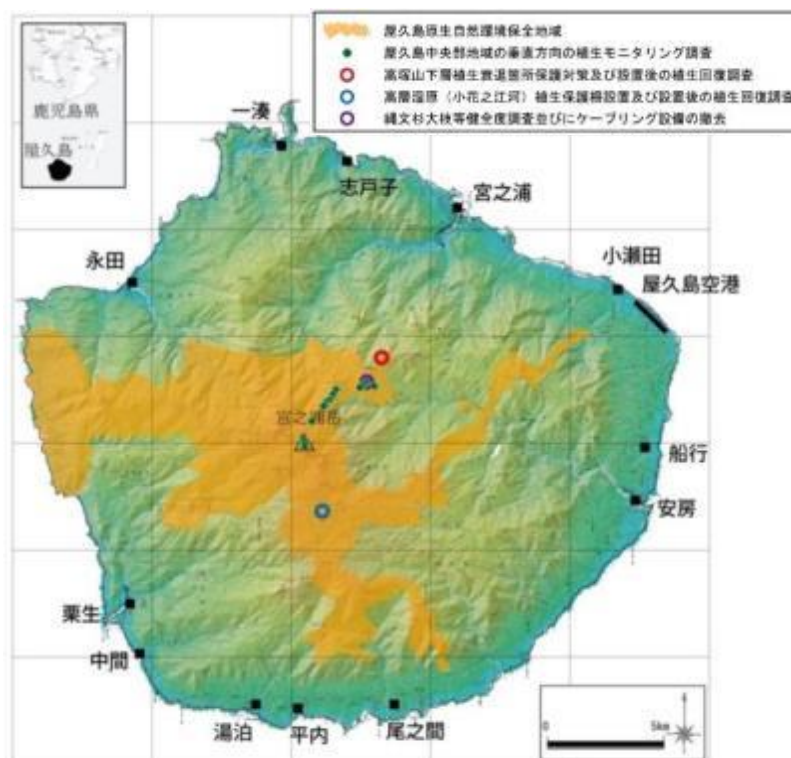 屋久島原生自然環境保全地域
屋久島中央部地域の垂直方向の植生モニタリング調査
高塚山下層植生衰退箇所保護対策及び設置後の植生回復調査
高層湿原（小花之江河）植生保護柵設置及び設置後の植生回復調査
縄文杉大枝等健全度調査並びにケーブリング設備の撤去
鹿児島県
屋久島
一湊
志戸子
宮之浦
小瀬田
屋久島空港
永田
宮之浦岳
船行
安房
栗生
中間
湯泊
平内
尾之間
0
5km